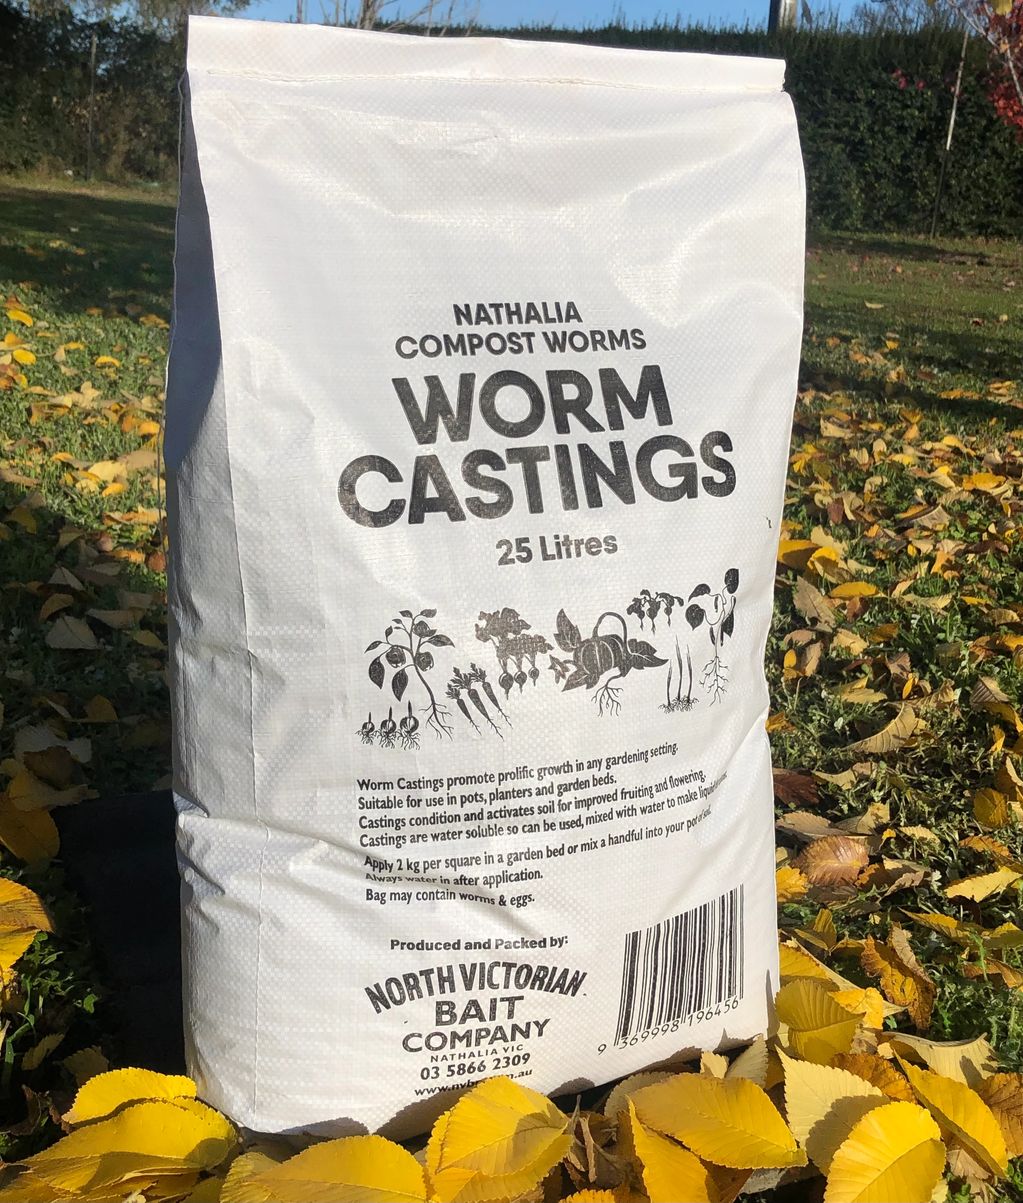 NATHALIA
COMPOST WORMS
WORM
CASTINGS
25 Litres
Worm Castings promote prolific growth in any gardening setting.
Suitable for use in pots, planters and garden beds.
Castings condition and activates soil for improved fruiting and flowering.
Castings are water soluble so can be used, mixed with water to make liquid
Apply 2 kg per square in a garden bed or mix a handful into your pot of soil.
Always water in after application.
Bag may contain worms & eggs.
Produced and Packed by:
NORTH VICTORIAN
BAIT
COMPANY
NATHALIA VIC
03 5866 2309
9 369998 196456